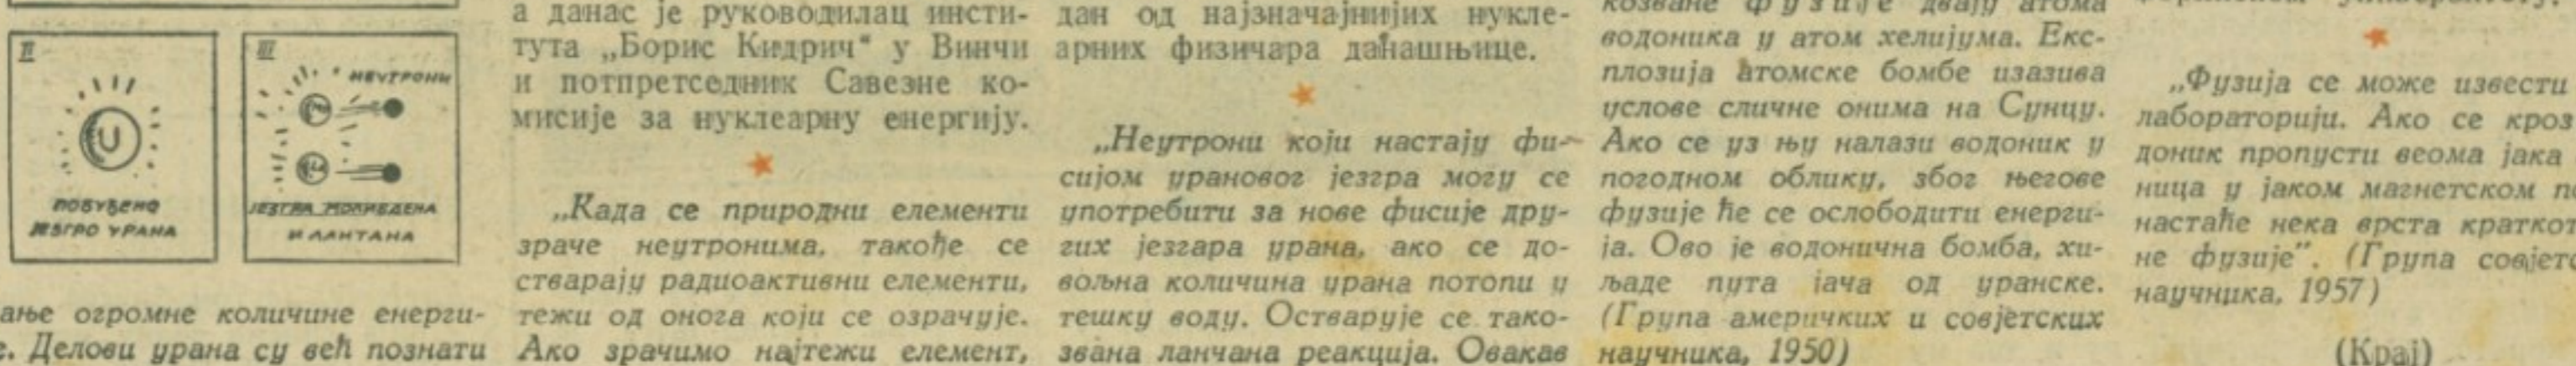 II
ПОБУЂЕНО
ЈЕЗГРО УРАНА
III
НЕУТРОНИ
ЈЕЗГРА МОЛИБДЕНА
И ЛАНТАНА
ање огромне количине енерги-
е. Делови урана су већ познати
а данас је руководилац инсти-
тута „Борис Кидрич“ у Винчи
и потпретседник Савезне ко-
мисије за нуклеарну енергију.
„Када се природни елементи
зраче неутронима, такође се
стварају радиоактивни елементи,
тежи од онога који се озрачује.
Ако зрачимо најтежи елемент,
дан од најзначајнијих нукле-
арних физичара данашњице.
„Неутрони који настају фи-
сијом урановог језгра могу се
употребити за нове фисије дру-
гих језгара урана, ако се до-
вољна количина урана потопи у
тешку воду. Остварује се тако-
звана ланчана реакција. Овакав
козване фузије двају атома
водоника у атом хелијума. Екс-
плозија атомске бомбе изазива
услове сличне онима на Сунцу.
Ако се уз њу налази водоник у
погодном облику, због његове
фузије ће се ослободити енерги-
ја. Ово је водонична бомба, хи-
љаде пута јача од уранске.
(Група америчких и совјетских
научника, 1950)
„Фузија се може извести
лабораторији. Ако се кроз
доник пропусти веома јака
ница у јаком магнетском по
настаће нека врста краткот
не фузије”. (Група совјетс
научника, 1957)
(Крај)